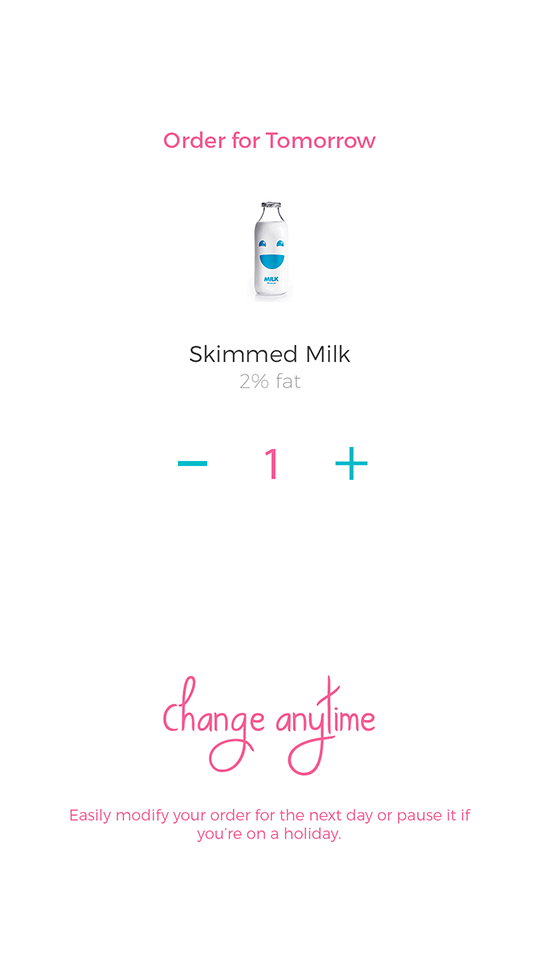 Order for Tomorrow
MILK
Skimmed Milk
2% fat
1
Change anytime
Easily modify your order for the next day or pause it if
you're on a holiday.